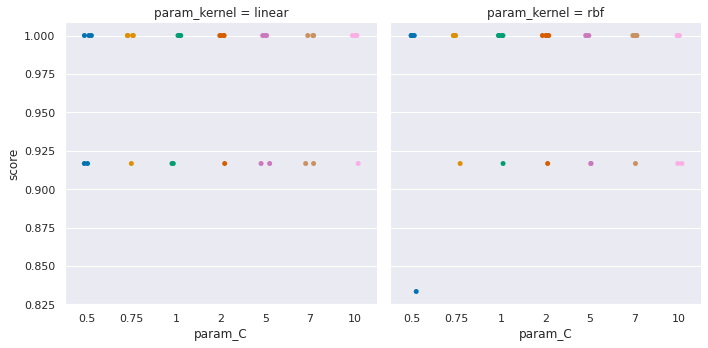 param_kernel = linear
param_kernel = rbf
1.000
0.975
0.950
0.925
0.900
0.875
0.850
0.825
score
0.5 0.75 1 2 5 7 10
0.5 0.75 1 2 5 7 10
param_C
param_C